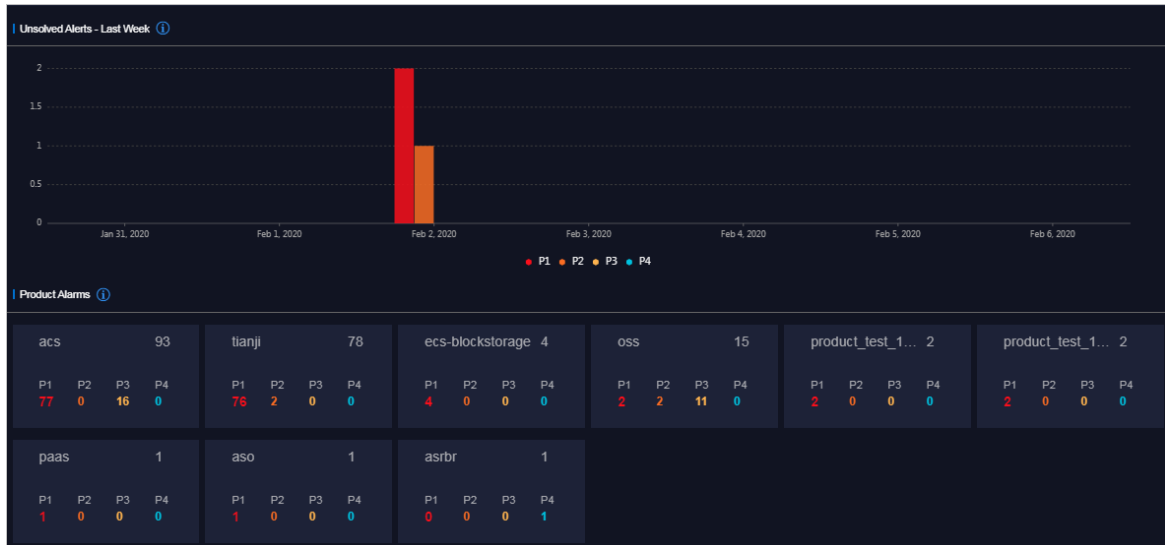 Unsolved Alerts - Last Week
2
1.5
1
0.5
0
Jan 31, 2020 Feb 1, 2020 Feb 2, 2020 Feb 3, 2020 Feb 4, 2020 Feb 5, 2020 Feb 6, 2020
P1 P2 P3 P4
Product Alarms
acs 93 tianji 78 ecs-blockstorage 4 oss 15 product_test_1... 2 product_test_1... 2
P1 P2 P3 P4 P1 P2 P3 P4 P1 P2 P3 P4 P1 P2 P3 P4 P1 P2 P3 P4 P1 P2 P3 P4
77 0 16 0 76 2 0 0 4 0 0 0 2 2 11 0 2 0 0 0 2 0 0 0
paas 1 aso 1 asrbr 1
P1 P2 P3 P4 P1 P2 P3 P4 P1 P2 P3 P4
1 0 0 0 1 0 0 0 0 0 0 1